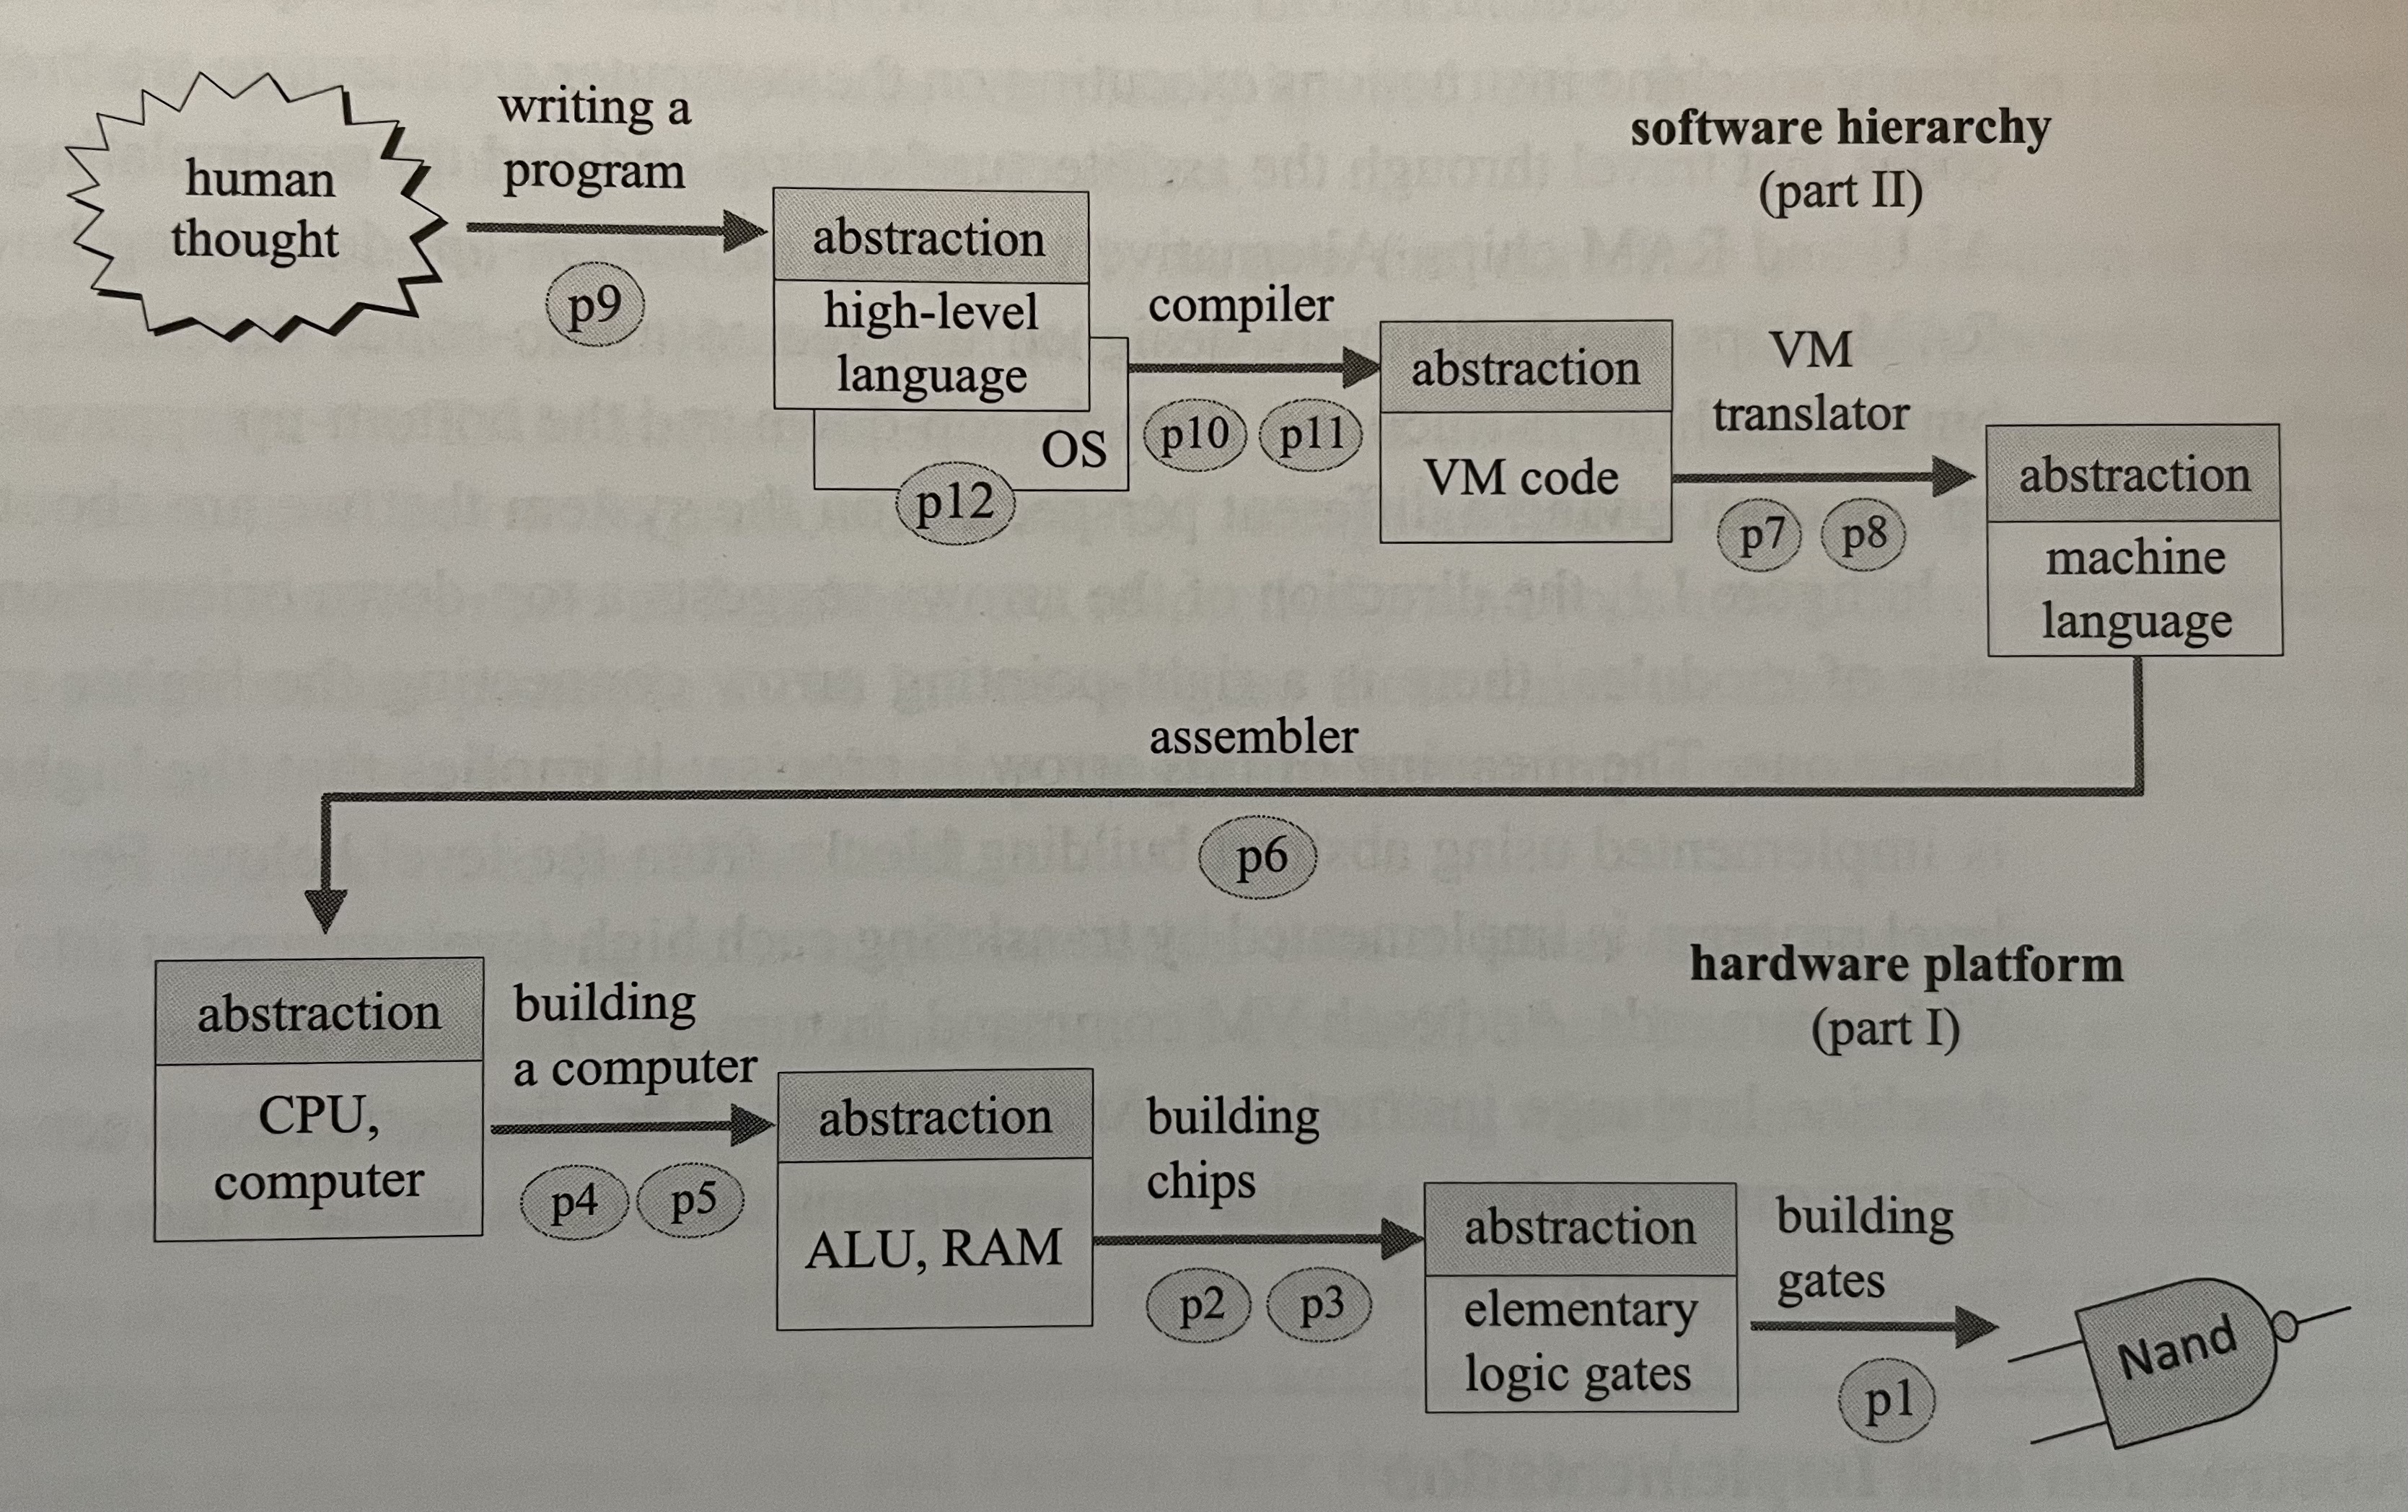 human
thought
writing a
program
p9
software hierarchy
(part II)
abstraction
high-level
language
OS
p12
compiler
p10 p11
abstraction
VM code
VM
translator
p7 p8
abstraction
machine
language
assembler
p6
hardware platform
(part I)
abstraction
CPU,
computer
building
a computer
p4 p5
abstraction
ALU, RAM
building
chips
p2 p3
abstraction
elementary
logic gates
building
gates
p1
Nand